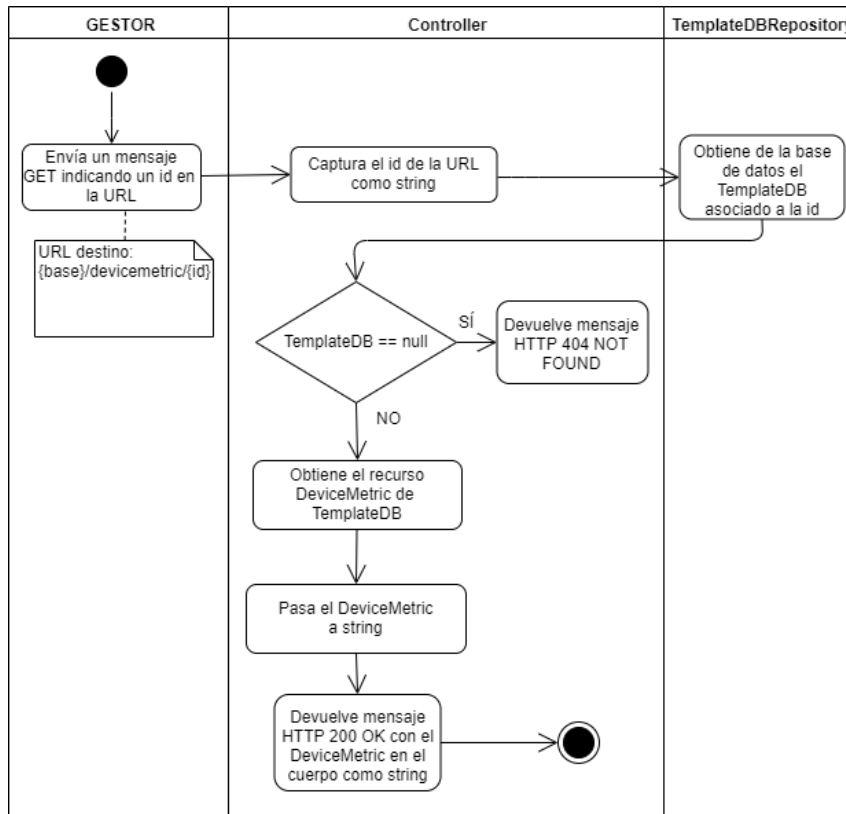 GESTOR
Controller
TemplateDBRepository
Envía un mensaje
GET indicando un id en
la URL
Captura el id de la URL
como string
Obtiene de la base
de datos el
TemplateDB
asociado a la id
URL destino:
{base}/devicemetric/{id}
TemplateDB == null
SÍ
Devuelve mensaje
HTTP 404 NOT
FOUND
NO
Obtiene el recurso
DeviceMetric de
TemplateDB
Pasa el DeviceMetric
a string
Devuelve mensaje
HTTP 200 OK con el
DeviceMetric en el
cuerpo como string